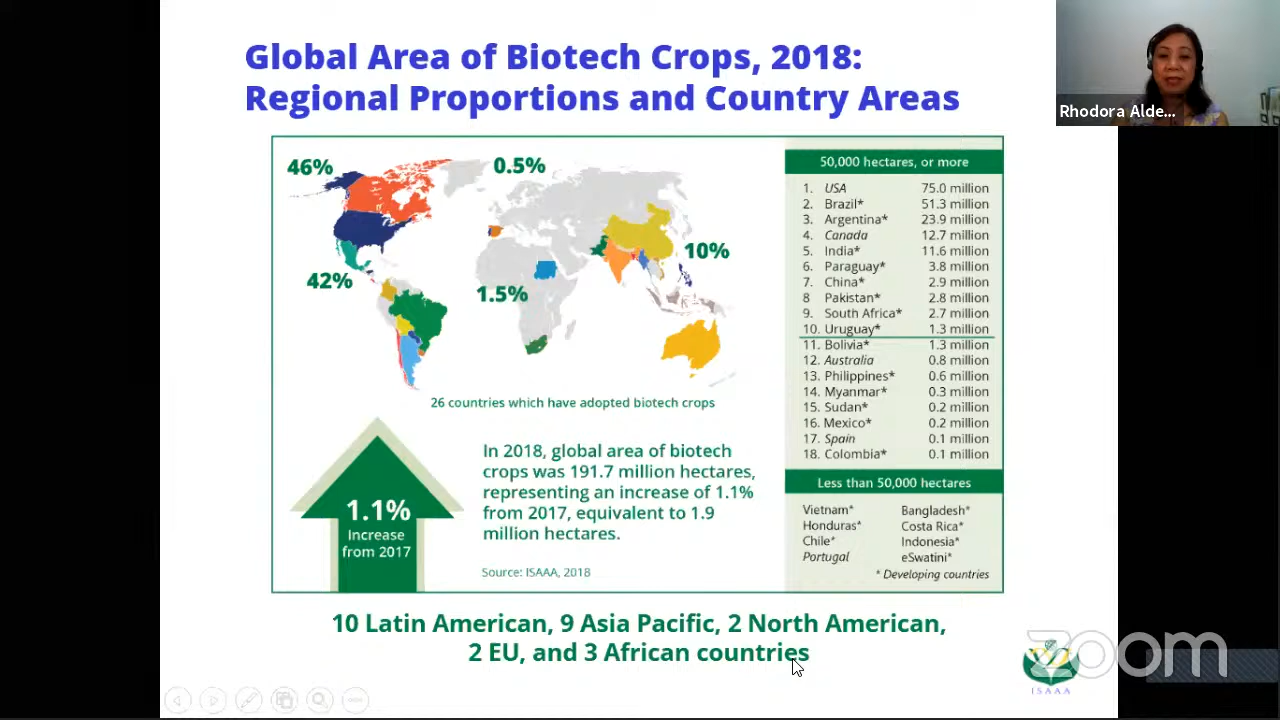 Global Area of Biotech Crops, 2018:
Regional Proportions and Country Areas
Rhodora Alde...
46%
0.5%
10%
42%
1.5%
26 countries which have adopted biotech crops
1.1%
Increase
from 2017
In 2018, global area of biotech
crops was 191.7 million hectares,
representing an increase of 1.1%
from 2017, equivalent to 1.9
million hectares.
Source: ISAAA, 2018
50,000 hectares, or more
1. USA 75.0 million
2. Brazil* 51.3 million
3. Argentina* 23.9 million
4. Canada 12.7 million
5. India* 11.6 million
6. Paraguay* 3.8 million
7. China* 2.9 million
8 Pakistan* 2.8 million
9. South Africa* 2.7 million
10. Uruguay* 1.3 million
11. Bolivia* 1.3 million
12. Australia 0.8 million
13. Philippines* 0.6 million
14. Myanmar* 0.3 million
15. Sudan* 0.2 million
16. Mexico* 0.2 million
17. Spain 0.1 million
18. Colombia* 0.1 million
Less than 50,000 hectares
Vietnam* Bangladesh*
Honduras* Costa Rica*
Chile* Indonesia*
Portugal eSwatini*
* Developing countries
10 Latin American, 9 Asia Pacific, 2 North American,
2 EU, and 3 African countries
ISAAA
zoom